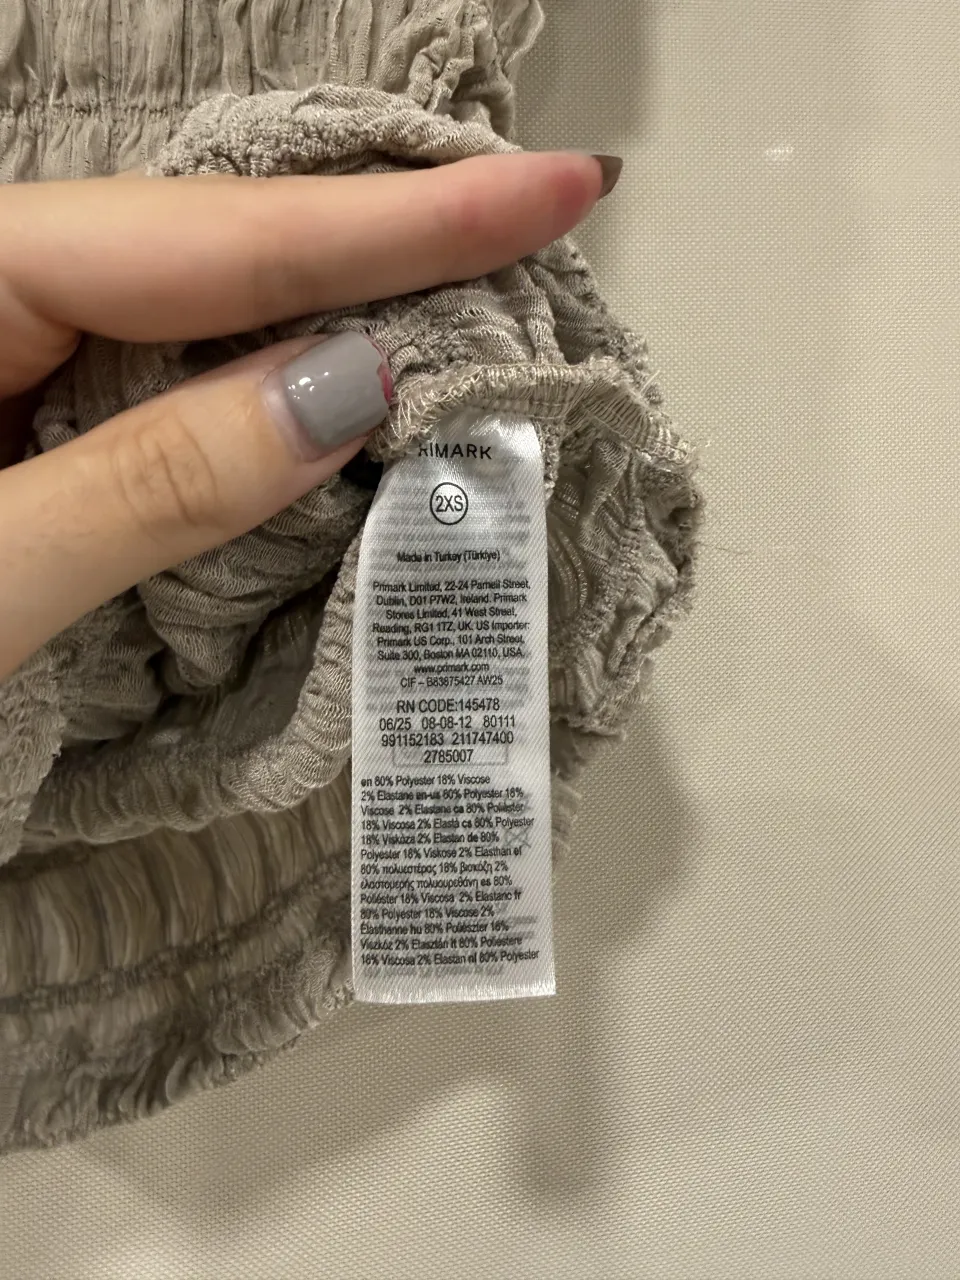 RIMARK
2XS
Made in Turkey (Türkiye)
Primark Limited, 22-24 Parnell Street,
Dublin, D01 P7W2, Ireland. Primark
Stores Limited, 41 West Street,
Reading, RG1 1TZ, UK. US Importer:
Primark US Corp., 101 Arch Street,
Suite 300, Boston MA 02110, USA.
www.primark.com
CIF – B83875427 AW25
RN CODE:145478
06/25 08-08-12 80111
991152183 211747400
2785007
en 80% Polyester 18% Viscose
2% Elastane en-us 80% Polyester 18%
Viscose 2% Elastane ca 80% Polièster
18% Viscosa 2% Elastà cs 80% Polyester
18% Viskóza 2% Elastan de 80%
Polyester 18% Viskose 2% Elasthan el
80% πολυεστέρας 18% βισκόζη 2%
ελαστομερής πολυουρεθάνη es 80%
Poliéster 18% Viscosa 2% Elastano fr
80% Polyester 18% Viscose 2%
Élasthanne hu 80% Poliészter 18%
Viszkóz 2% Elasztán it 80% Poliestere
18% Viscosa 2% Elastan nl 80% Polyester